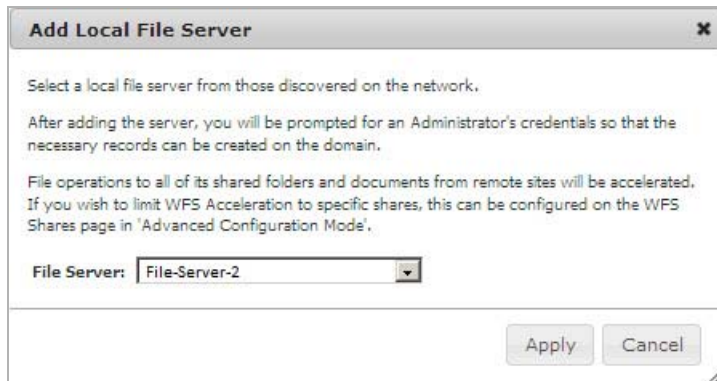 Add Local File Server
Select a local file server from those discovered on the network.
After adding the server, you will be prompted for an Administrator's credentials so that the
necessary records can be created on the domain.
File operations to all of its shared folders and documents from remote sites will be accelerated.
If you wish to limit WFS Acceleration to specific shares, this can be configured on the WFS
Shares page in 'Advanced Configuration Mode'.
File Server: File-Server-2
Apply Cancel